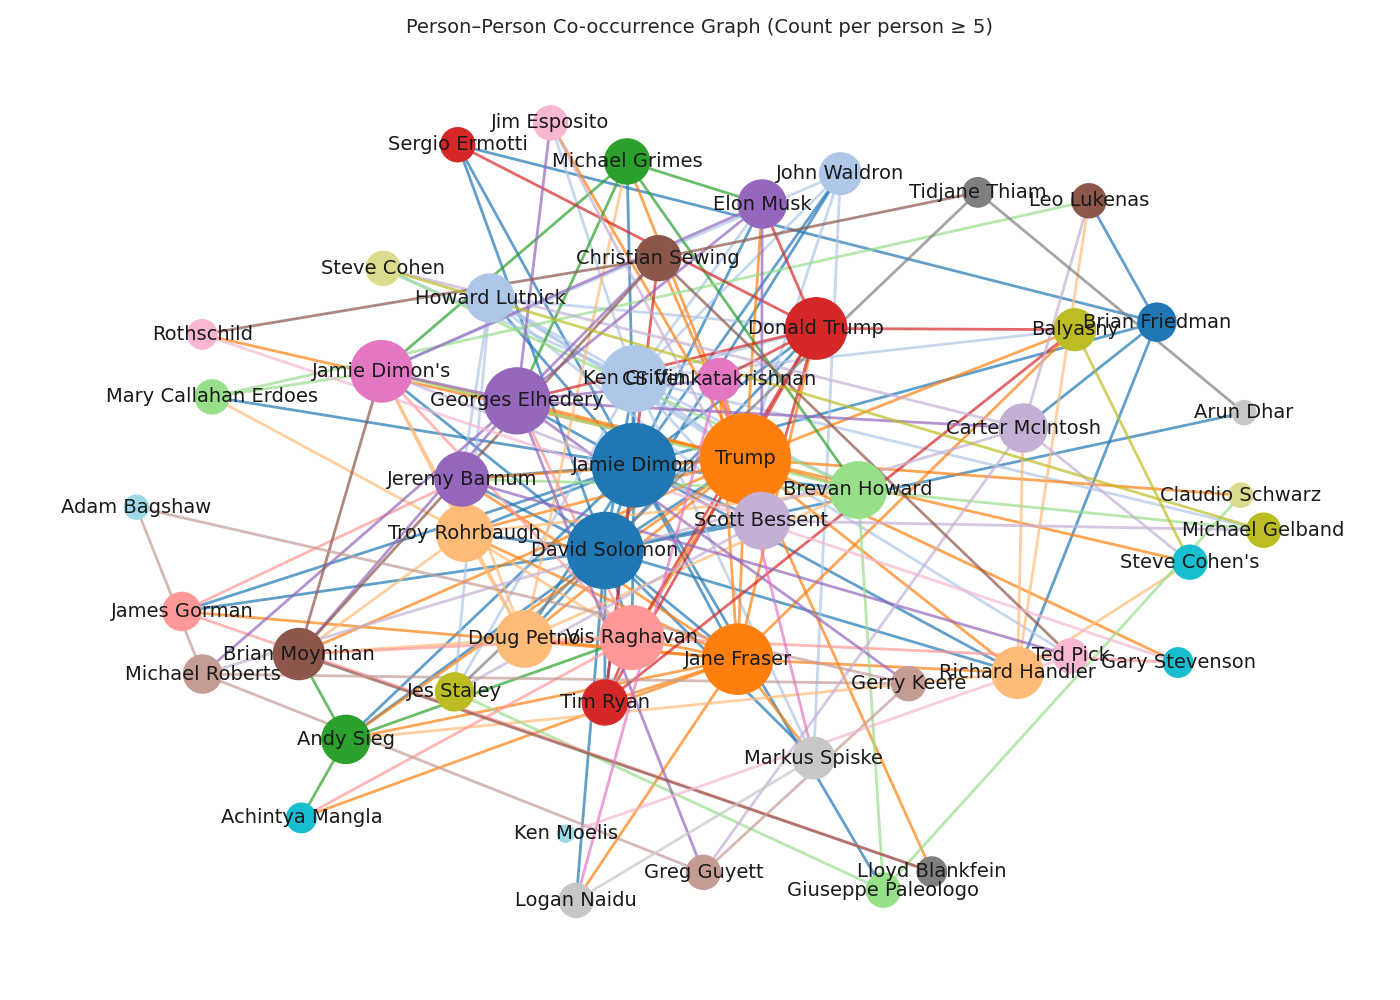 Person–Person Co-occurrence Graph (Count per person ≥ 5)
Jim Esposito
Sergio Ermotti
Michael Grimes
John Waldron
Tidjane Thiam
Leo Lukenas
Elon Musk
Christian Sewing
Steve Cohen
Howard Lutnick
Brian Friedman
Donald Trump
Balyasny
Rothschild
Jamie Dimon's
Ken Griffin
CS Venkatakrishnan
Mary Callahan Erdoes
Georges Elhedery
Arun Dhar
Carter McIntosh
Trump
Jamie Dimon
Jeremy Barnum
Brevan Howard
Claudio Schwarz
Adam Bagshaw
Scott Bessent
Michael Gelband
Troy Rohrbaugh
David Solomon
Steve Cohen's
James Gorman
Doug Petno
Vis Raghavan
Brian Moynihan
Jane Fraser
Ted Pick
Gary Stevenson
Michael Roberts
Richard Handler
Gerry Keefe
Jes Staley
Tim Ryan
Andy Sieg
Markus Spiske
Achintya Mangla
Ken Moelis
Greg Guyett
Lloyd Blankfein
Giuseppe Paleologo
Logan Naidu